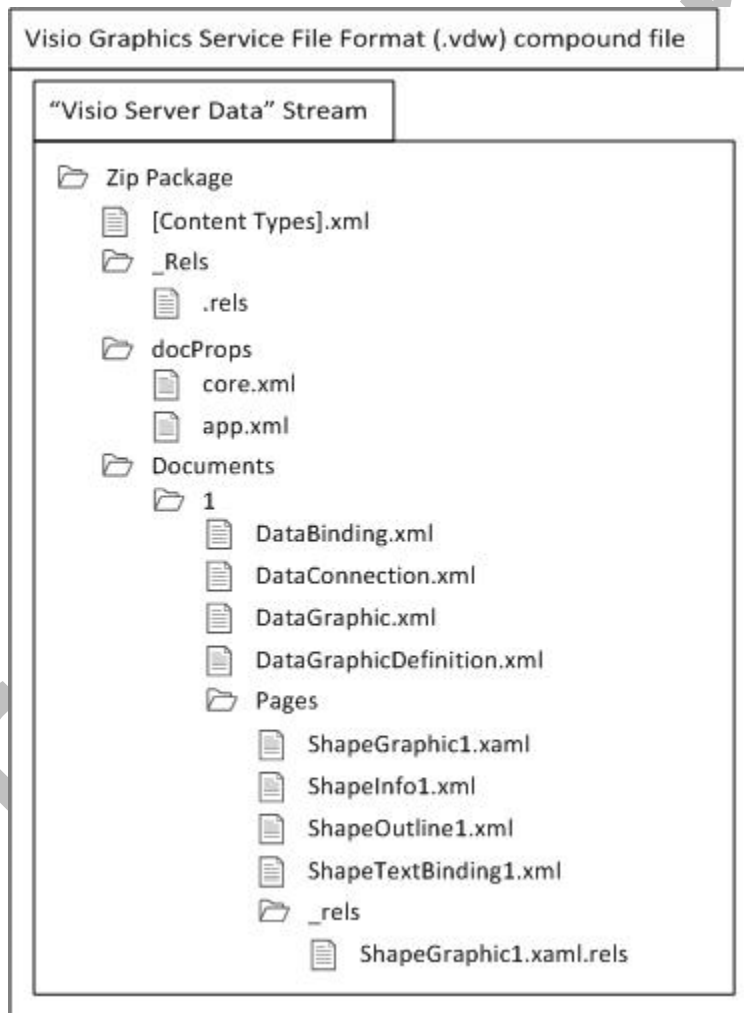 Visio Graphics Service File Format (.vdw) compound file
“Visio Server Data” Stream
Zip Package
[Content Types].xml
_Rels
.rels
docProps
core.xml
app.xml
Documents
1
DataBinding.xml
DataConnection.xml
DataGraphic.xml
DataGraphicDefinition.xml
Pages
ShapeGraphic1.xaml
ShapeInfo1.xml
ShapeOutline1.xml
ShapeTextBinding1.xml
_rels
ShapeGraphic1.xaml.rels